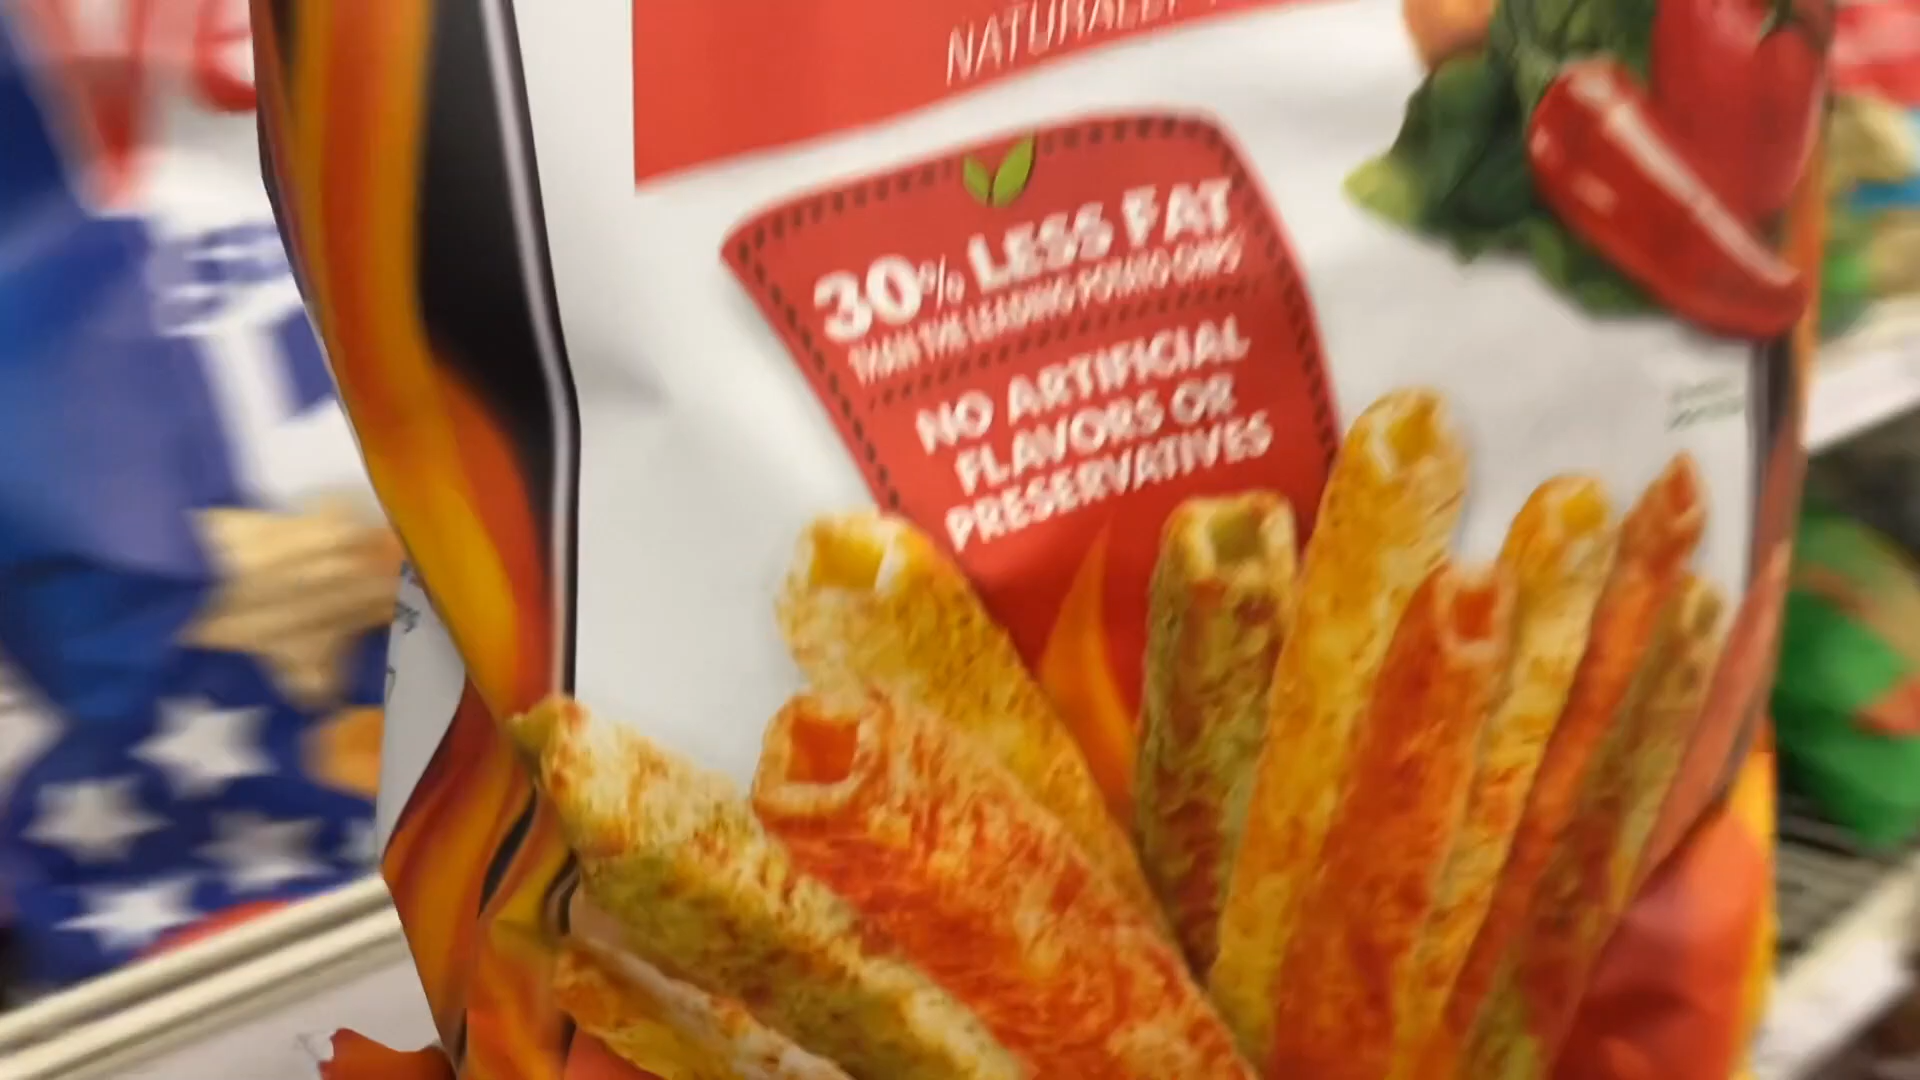 NATURALLY
30% LESS FAT
THAN THE LEADING POTATO CHIPS
NO ARTIFICIAL
FLAVORS OR
PRESERVATIVES